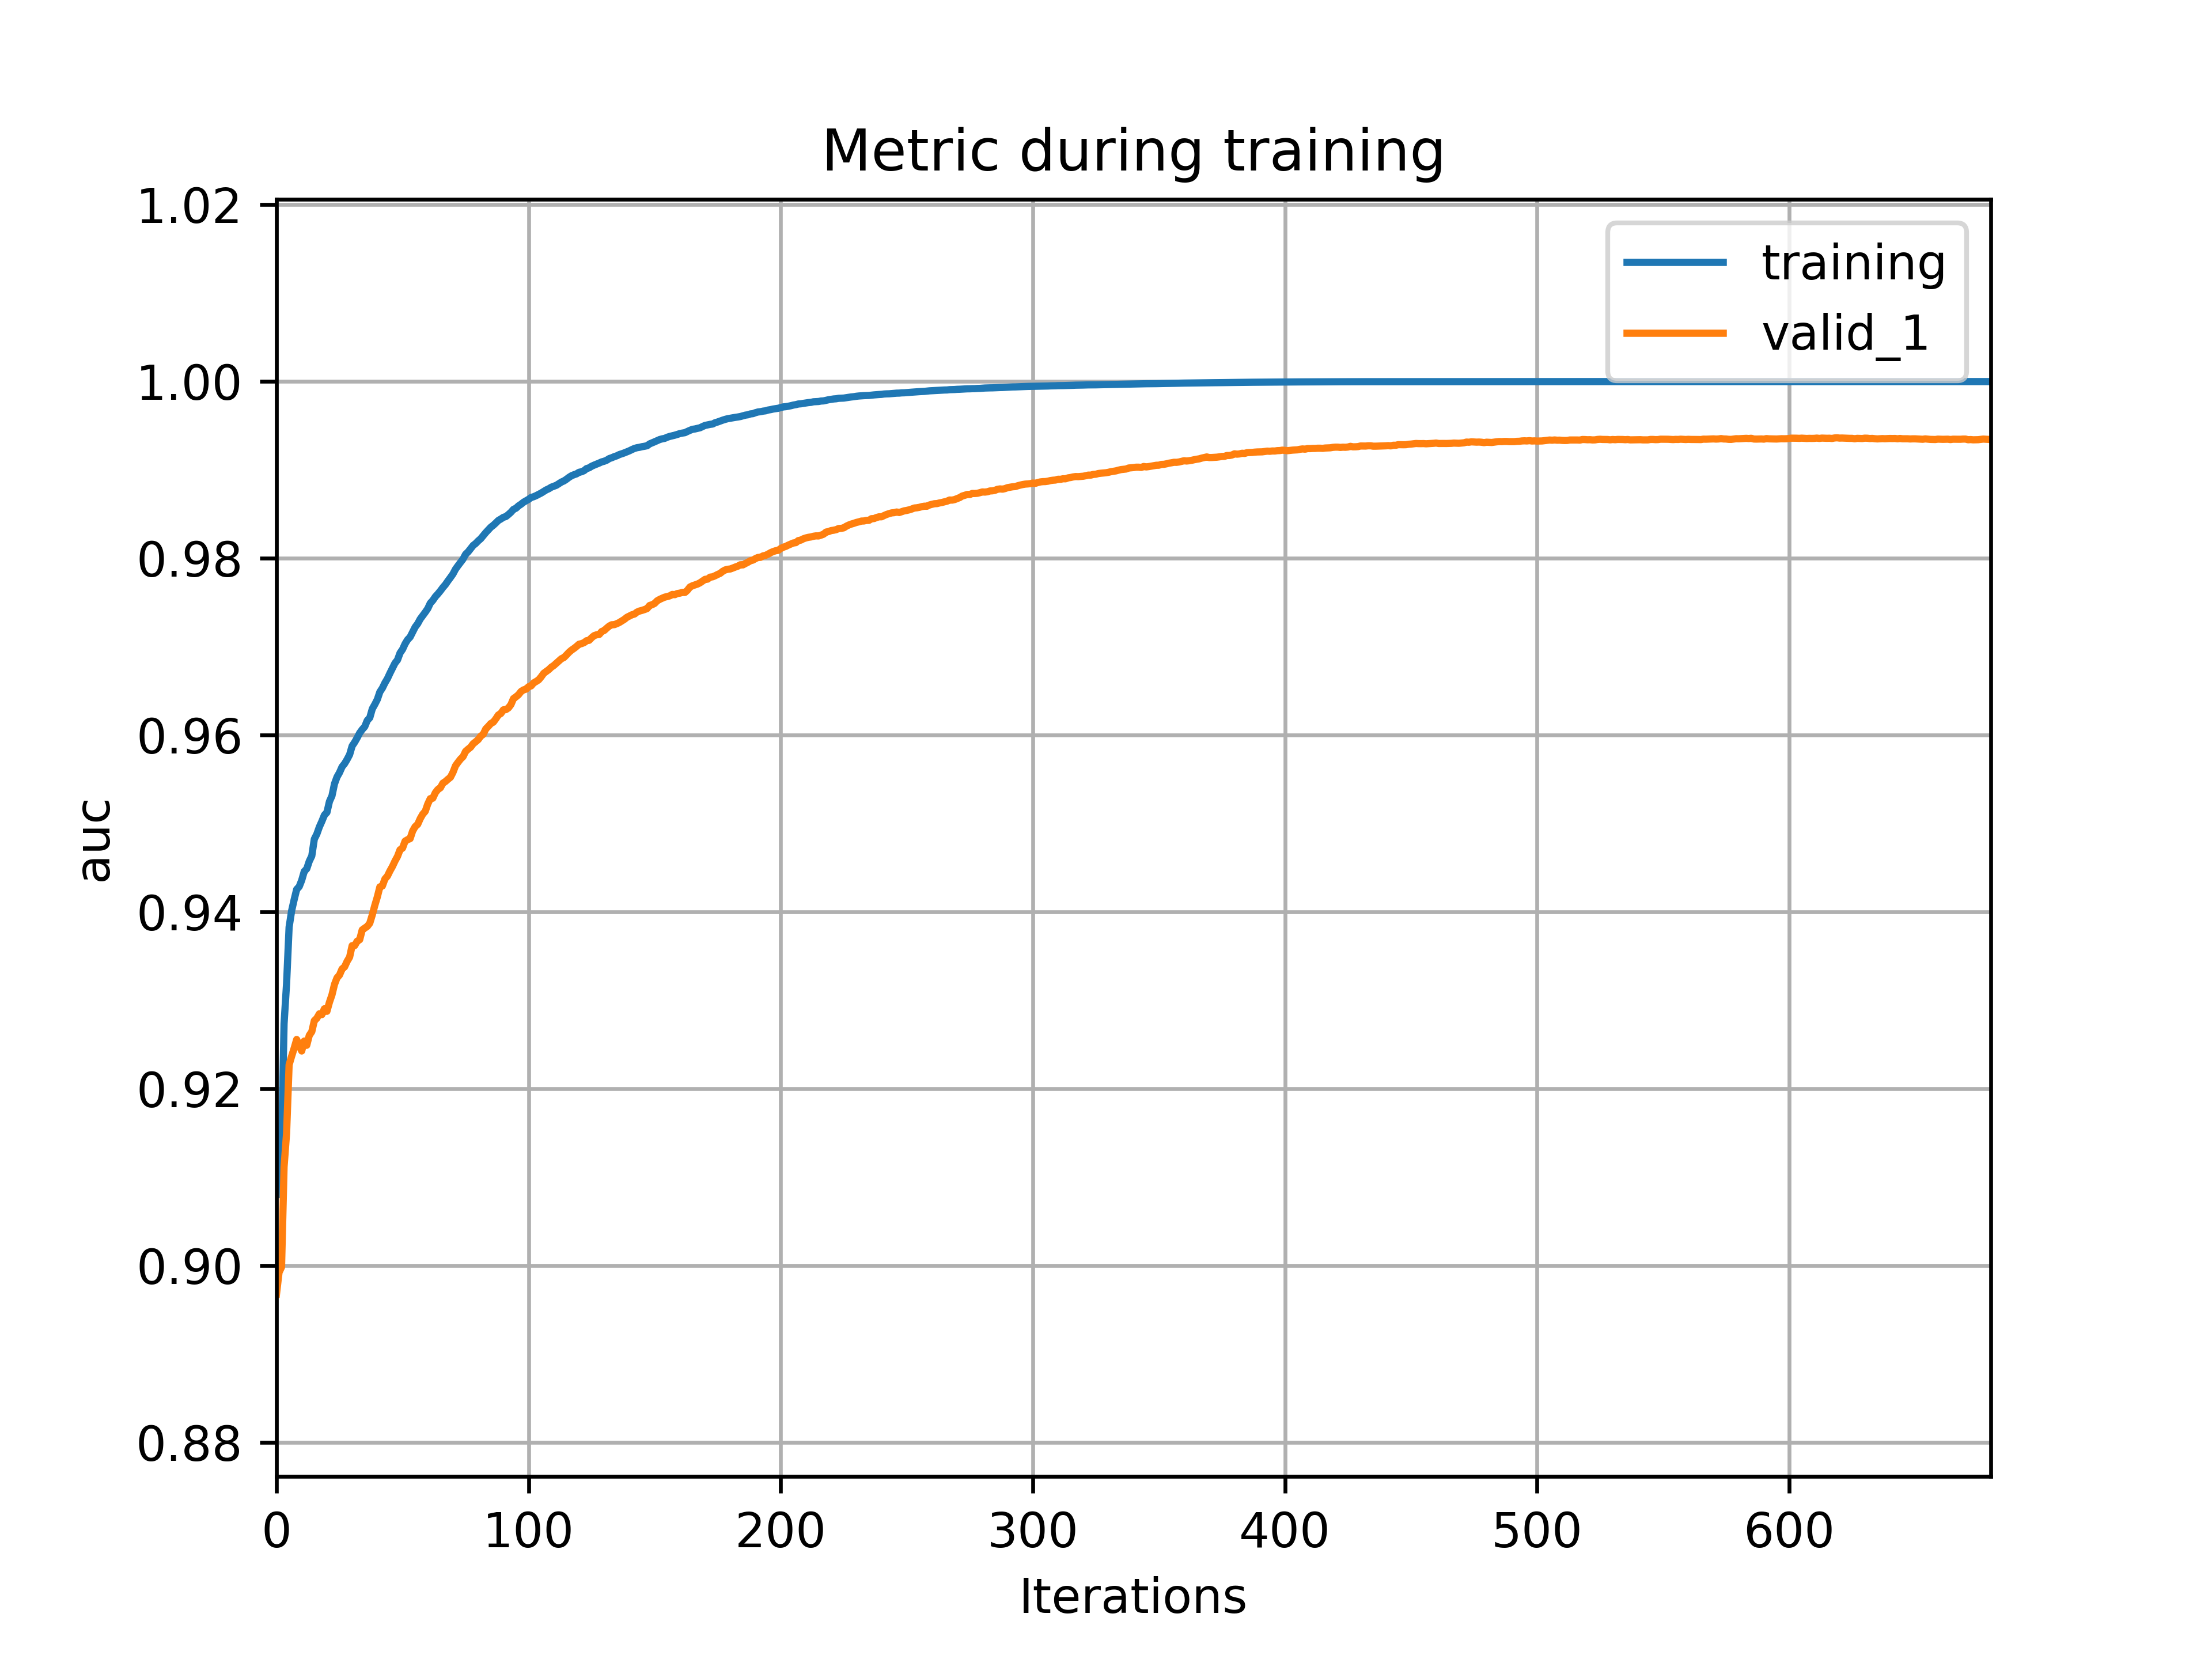 Metric during training
1.02
1.00
0.98
0.96
0.94
0.92
0.90
0.88
auc
training
valid_1
0 100 200 300 400 500 600
Iterations